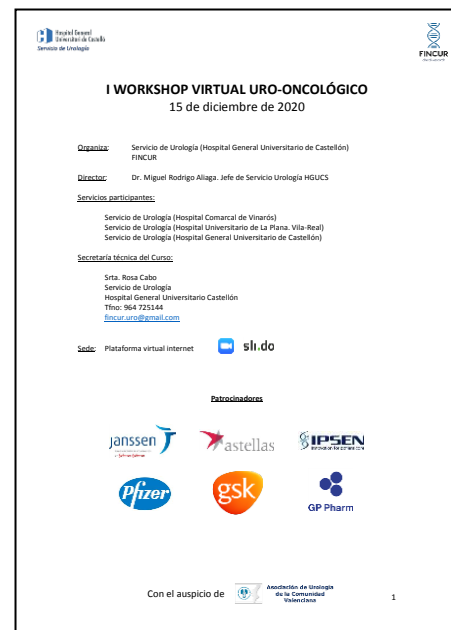 Hospital General
Universitari de Castelló
Servicio de Urología
FINCUR
I WORKSHOP VIRTUAL URO-ONCOLÓGICO
15 de diciembre de 2020
Organiza: Servicio de Urología (Hospital General Universitario de Castellón)
FINCUR
Director: Dr. Miguel Rodrigo Aliaga. Jefe de Servicio Urología HGUCS
Servicios participantes:
Servicio de Urología (Hospital Comarcal de Vinarós)
Servicio de Urología (Hospital Universitario de La Plana. Vila-Real)
Servicio de Urología (Hospital General Universitario de Castellón)
Secretaría técnica del Curso:
Srta. Rosa Cabo
Servicio de Urología
Hospital General Universitario Castellón
Tfno: 964 725144
fincur.uro@gmail.com
Sede: Plataforma virtual internet sli.do
Patrocinadores
janssen astellas IPSEN
Innovation for patient care
Pfizer gsk GP Pharm
Con el auspicio de Asociación de Urología
de la Comunidad
Valenciana
1